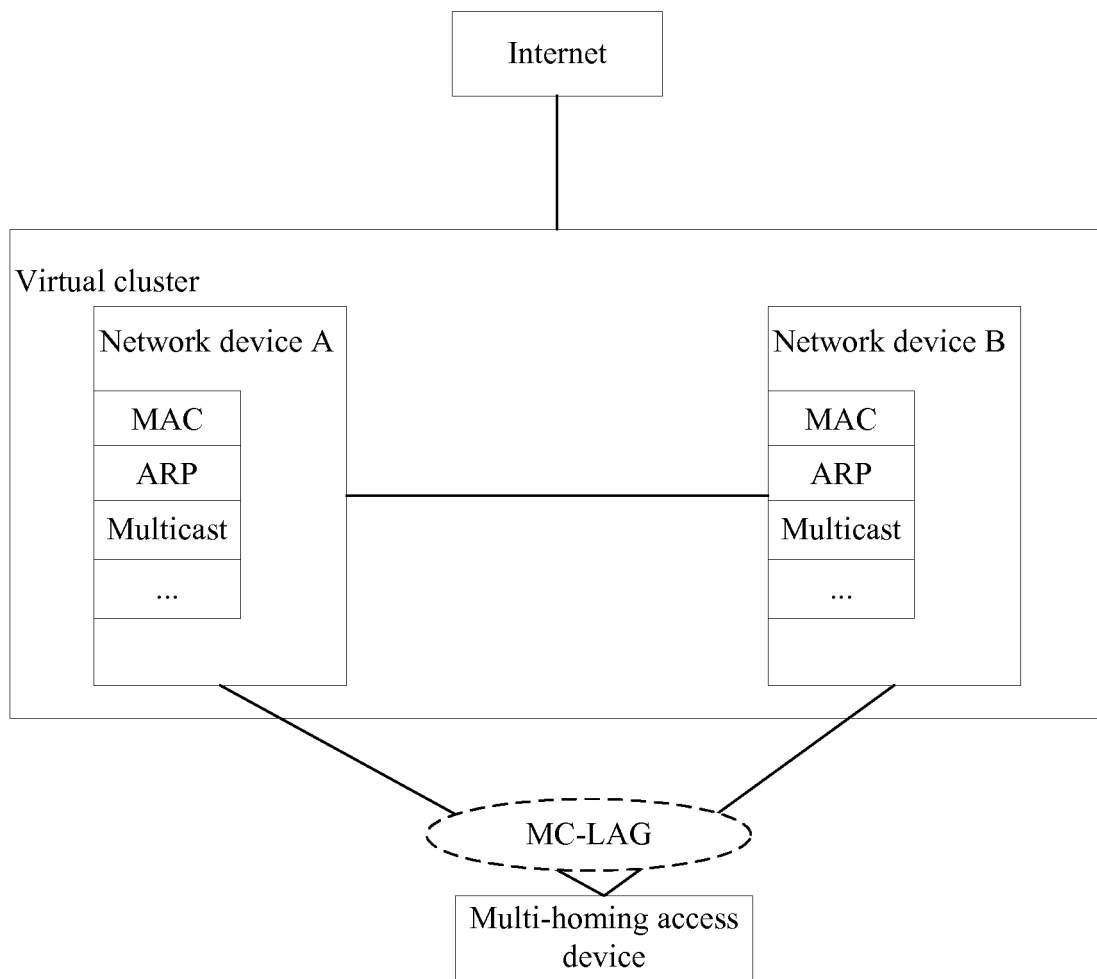 Internet
Virtual cluster
Network device A
MAC
ARP
Multicast
...
Network device B
MAC
ARP
Multicast
...
MC-LAG
Multi-homing access
device